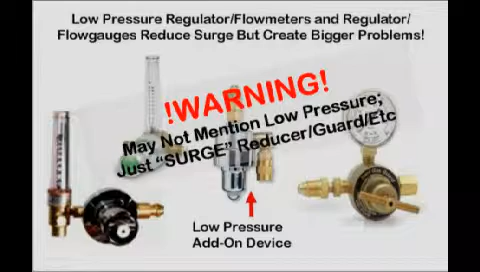 Low Pressure Regulator/Flowmeters and Regulator/
Flowgauges Reduce Surge But Create Bigger Problems!
!WARNING!
May Not Mention Low Pressure;
Just “SURGE” Reducer/Guard/Etc
Low Pressure
Add-On Device